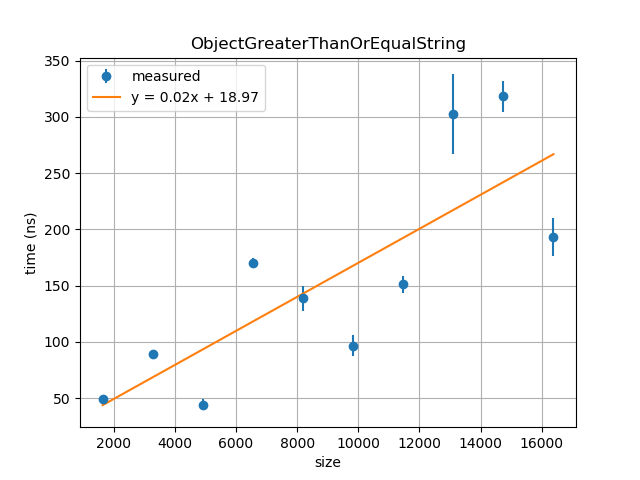 ObjectGreaterThanOrEqualString
measured
y = 0.02x + 18.97
350
300
250
200
150
100
50
time (ns)
2000 4000 6000 8000 10000 12000 14000 16000
size